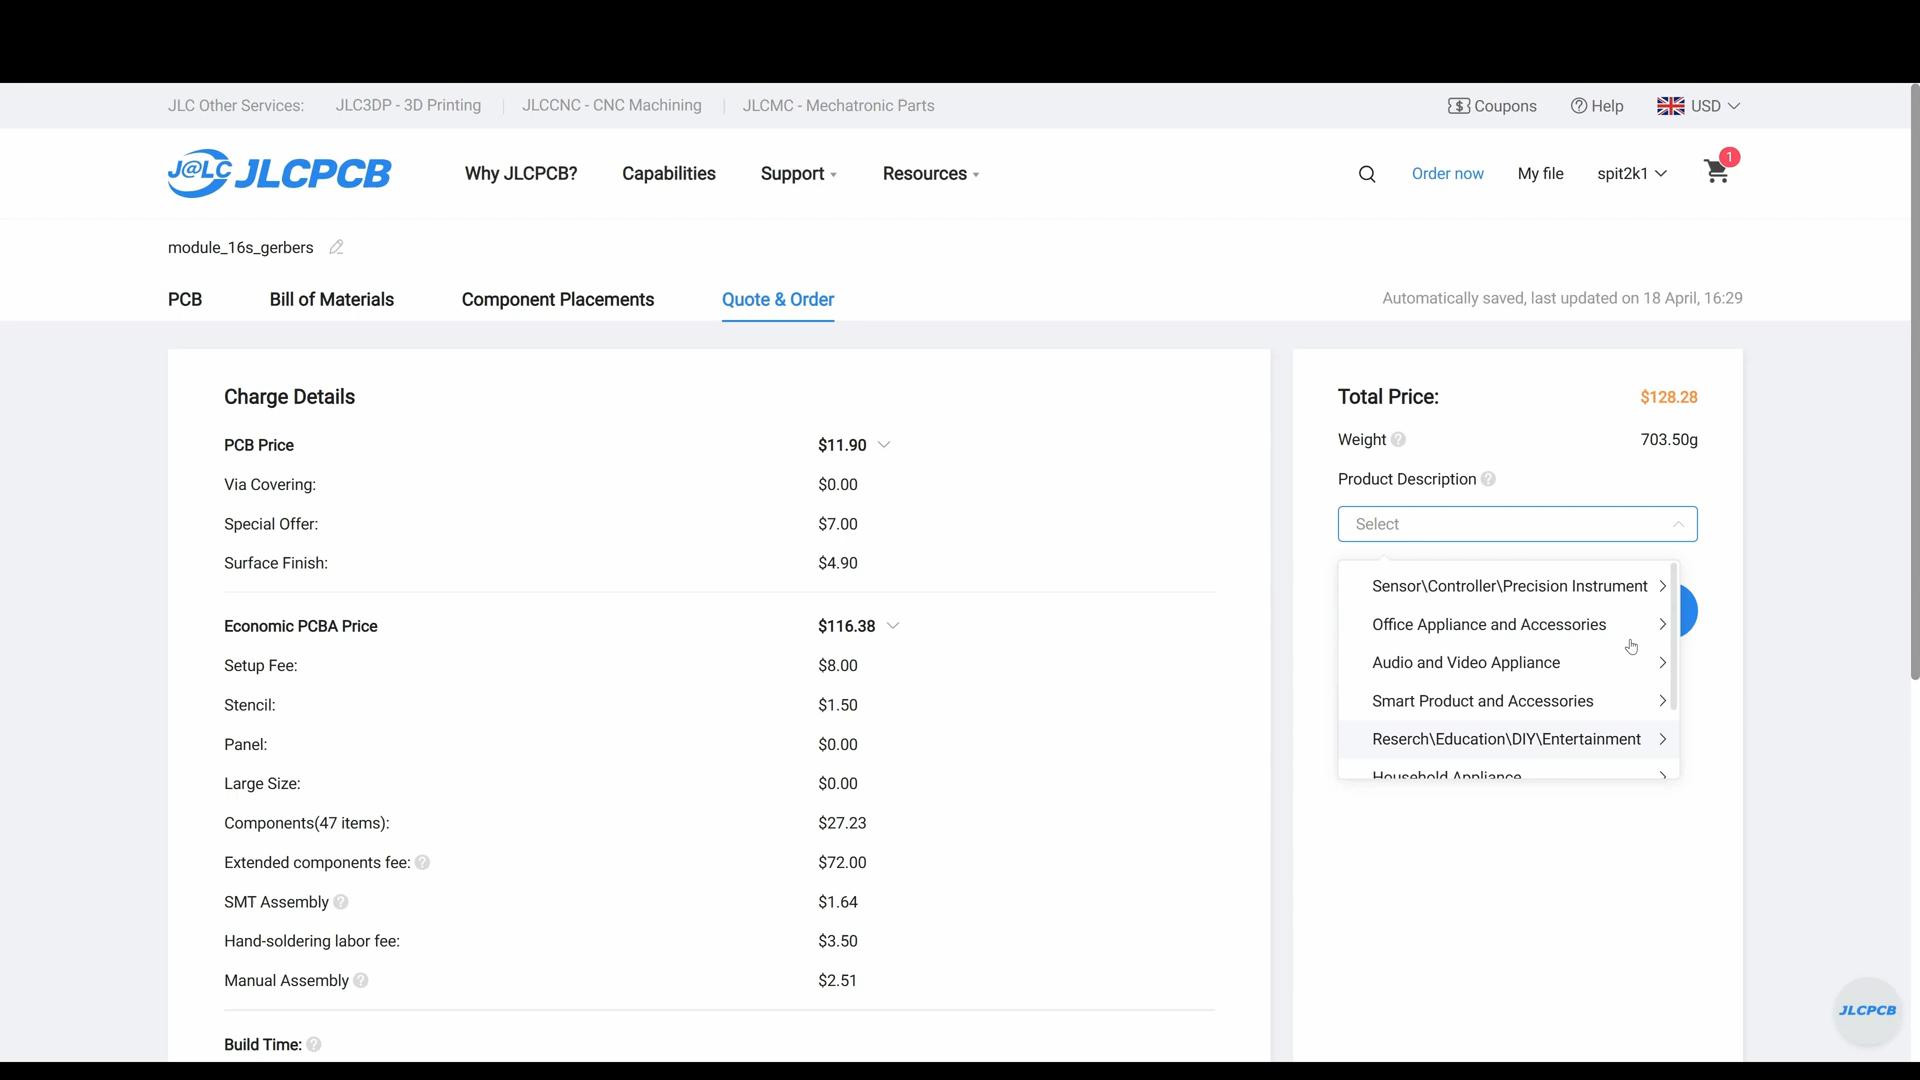 JLC Other Services: JLC3DP - 3D Printing JLCCNC - CNC Machining JLCMC - Mechatronic Parts Coupons Help USD
J@LC JLCPCB Why JLCPCB? Capabilities Support Resources Order now My file spit2k1 1
module_16s_gerbers
PCB Bill of Materials Component Placements Quote & Order Automatically saved, last updated on 18 April, 16:29
Charge Details
PCB Price $11.90
Via Covering: $0.00
Special Offer: $7.00
Surface Finish: $4.90
Economic PCBA Price $116.38
Setup Fee: $8.00
Stencil: $1.50
Panel: $0.00
Large Size: $0.00
Components(47 items): $27.23
Extended components fee: $72.00
SMT Assembly $1.64
Hand-soldering labor fee: $3.50
Manual Assembly $2.51
Build Time:
Total Price: $128.28
Weight 703.50g
Product Description
Select
Sensor\Controller\Precision Instrument
Office Appliance and Accessories
Audio and Video Appliance
Smart Product and Accessories
Reserch\Education\DIY\Entertainment
Household Appliance
JLCPCB